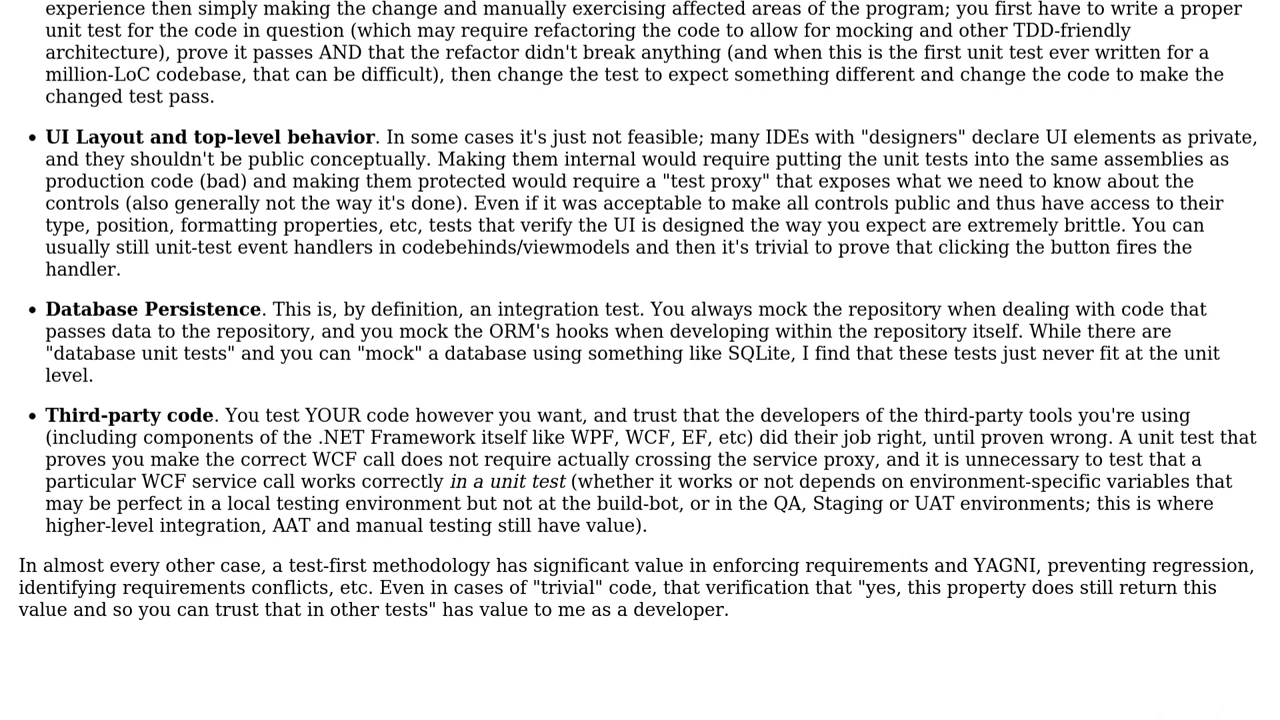 experience then simply making the change and manually exercising affected areas of the program; you first have to write a proper
unit test for the code in question (which may require refactoring the code to allow for mocking and other TDD-friendly
architecture), prove it passes AND that the refactor didn't break anything (and when this is the first unit test ever written for a
million-LoC codebase, that can be difficult), then change the test to expect something different and change the code to make the
changed test pass.
• UI Layout and top-level behavior. In some cases it's just not feasible; many IDEs with "designers" declare UI elements as private,
and they shouldn't be public conceptually. Making them internal would require putting the unit tests into the same assemblies as
production code (bad) and making them protected would require a "test proxy" that exposes what we need to know about the
controls (also generally not the way it's done). Even if it was acceptable to make all controls public and thus have access to their
type, position, formatting properties, etc, tests that verify the UI is designed the way you expect are extremely brittle. You can
usually still unit-test event handlers in codebehinds/viewmodels and then it's trivial to prove that clicking the button fires the
handler.
• Database Persistence. This is, by definition, an integration test. You always mock the repository when dealing with code that
passes data to the repository, and you mock the ORM's hooks when developing within the repository itself. While there are
"database unit tests" and you can "mock" a database using something like SQLite, I find that these tests just never fit at the unit
level.
• Third-party code. You test YOUR code however you want, and trust that the developers of the third-party tools you're using
(including components of the .NET Framework itself like WPF, WCF, EF, etc) did their job right, until proven wrong. A unit test that
proves you make the correct WCF call does not require actually crossing the service proxy, and it is unnecessary to test that a
particular WCF service call works correctly in a unit test (whether it works or not depends on environment-specific variables that
may be perfect in a local testing environment but not at the build-bot, or in the QA, Staging or UAT environments; this is where
higher-level integration, AAT and manual testing still have value).
In almost every other case, a test-first methodology has significant value in enforcing requirements and YAGNI, preventing regression,
identifying requirements conflicts, etc. Even in cases of "trivial" code, that verification that "yes, this property does still return this
value and so you can trust that in other tests" has value to me as a developer.